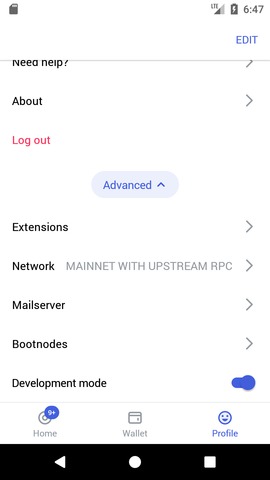 LTE 6:47
EDIT
Need help?
About
Log out
Advanced
Extensions
Network MAINNET WITH UPSTREAM RPC
Mailserver
Bootnodes
Development mode
9+
Home Wallet Profile